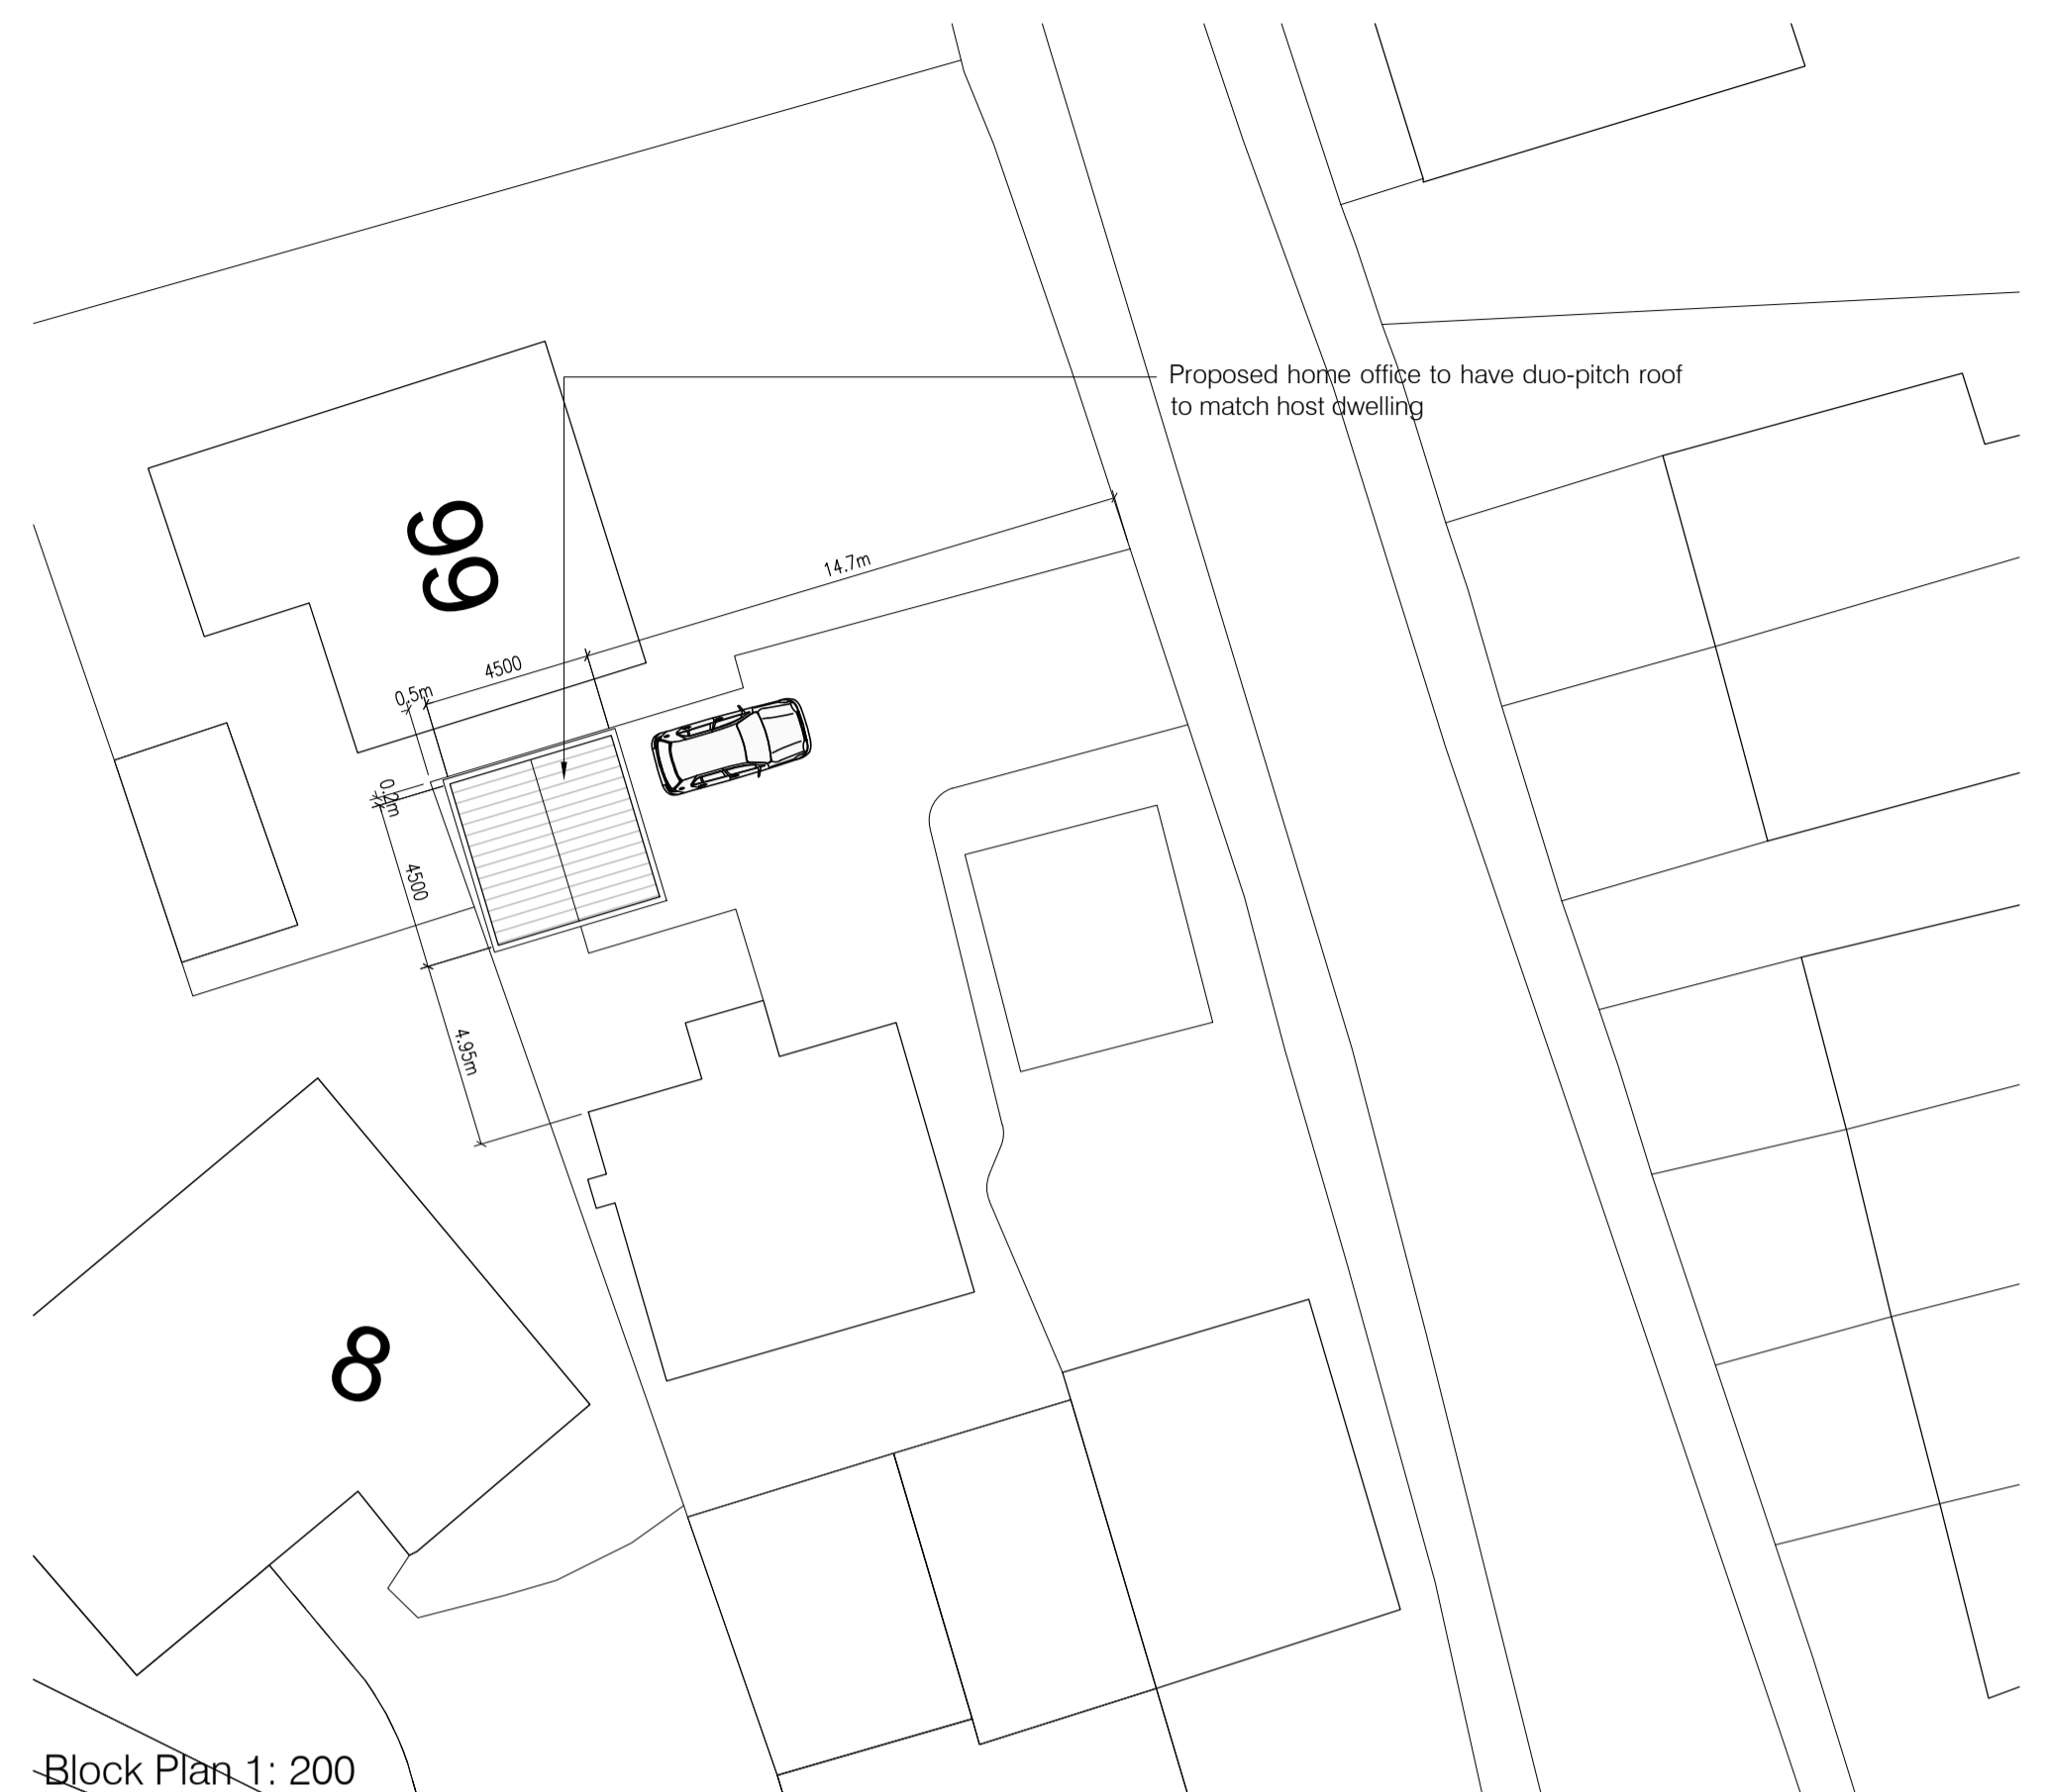 Proposed home office to have duo-pitch roof
to match host dwelling
99
14.7m
4500
0.5m
0.2m
4500
4.95m
8
Block Plan 1: 200